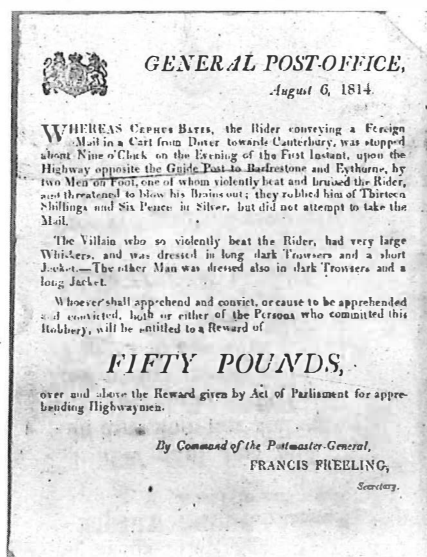 GENERAL POST-OFFICE,
August 6, 1814.
WHEREAS CEPHUS BATES, the Rider conveying a Foreign
Mail in a Cart from Dover towards Canterbury, was stopped
about Nine o'Clock on the Evening of the First Instant, upon the
Highway opposite the Guide Post to Barfrestone and Eythorne, by
two Men on Foot, one of whom violently beat and bruised the Rider,
and threatened to blow his Brains out; they robbed him of Thirteen
Shillings and Six Pence in Silver, but did not attempt to take the
Mail.
The Villain who so violently beat the Rider, had very large
Whiskers, and was dressed in long dark Trowsers and a short
Jacket.—The other Man was dressed also in dark Trowsers and a
long Jacket.
Whoever shall apprehend and convict, or cause to be apprehended
and convicted, both or either of the Persons who committed this
Robbery, will be entitled to a Reward of
FIFTY POUNDS,
over and above the Reward given by Act of Parliament for appre-
hending Highwaymen.
By Command of the Postmaster-General,
FRANCIS FREELING,
Secretary.